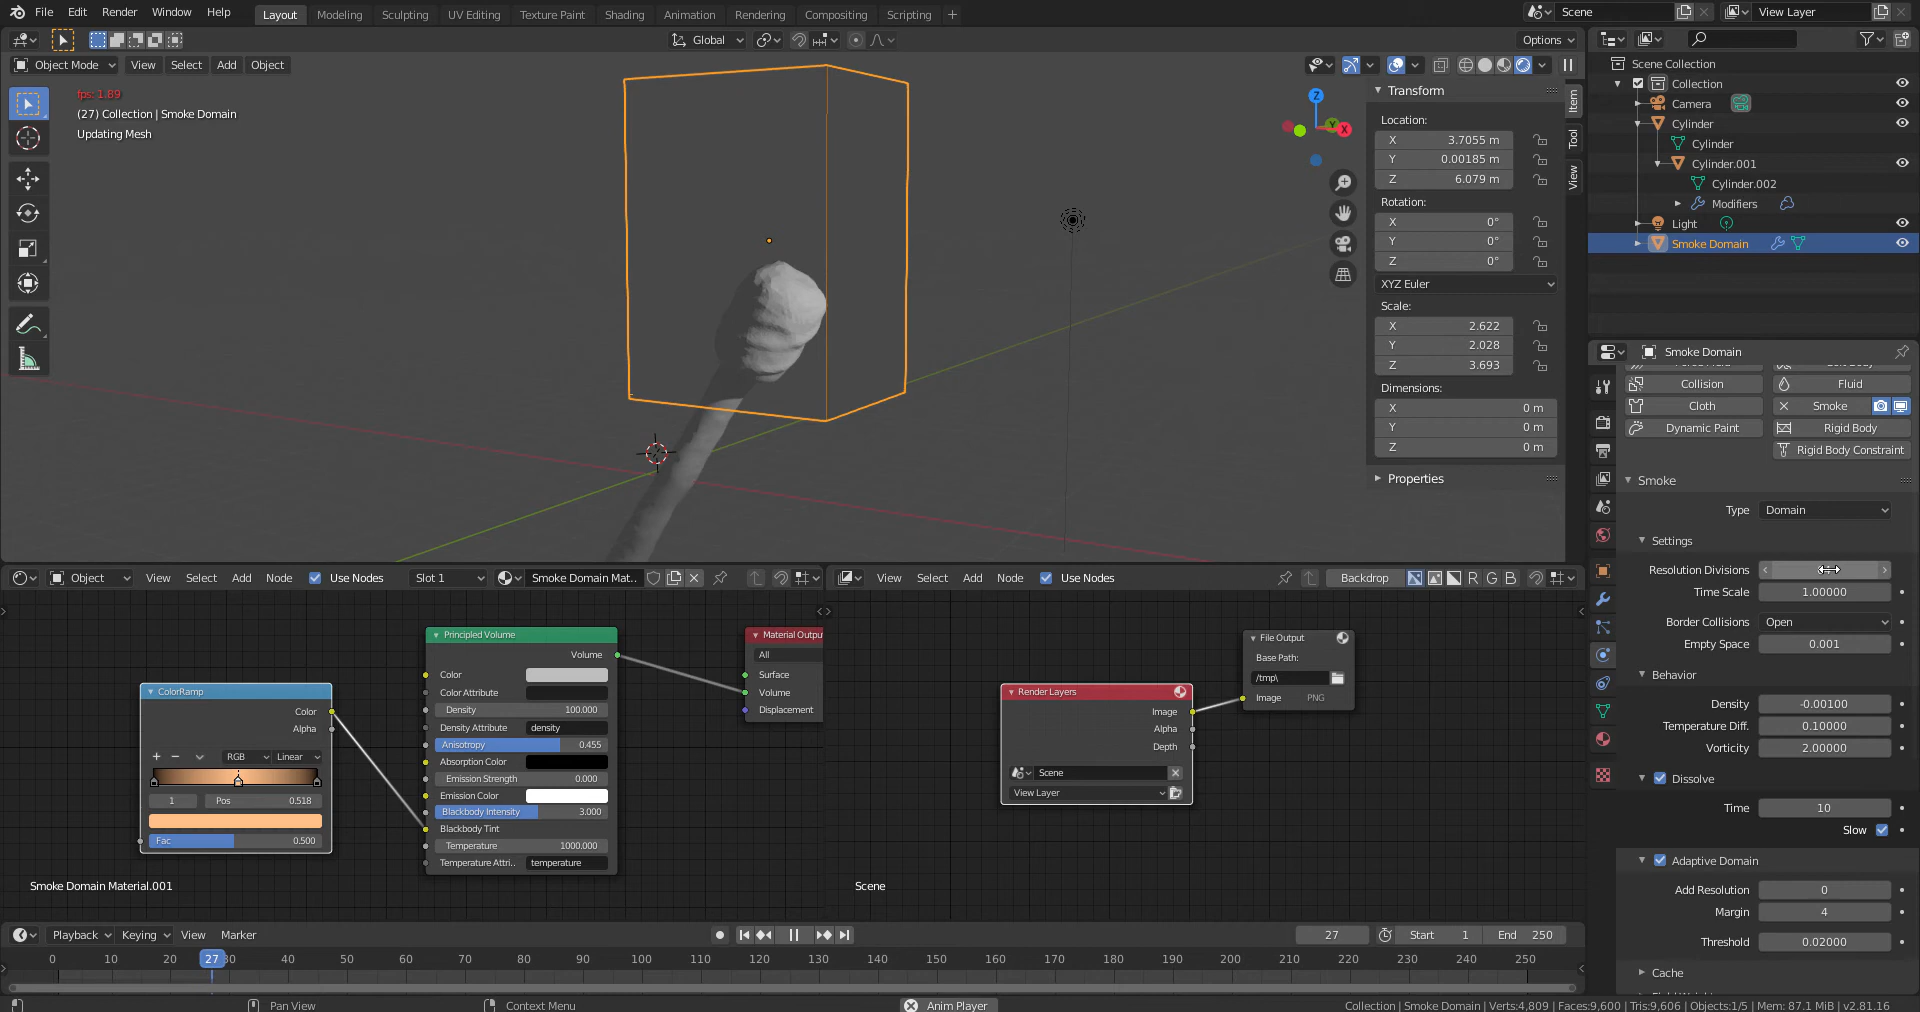 File Edit Render Window Help Layout Modeling Sculpting UV Editing Texture Paint Shading Animation Rendering Compositing Scripting + Scene View Layer
Global Options
Object Mode View Select Add Object
fps: 1.89
(27) Collection | Smoke Domain
Updating Mesh
Z
Y
X
Transform
Location:
X 3.7055 m
Y 0.00185 m
Z 6.079 m
Rotation:
X 0°
Y 0°
Z 0°
XYZ Euler
Scale:
X 2.622
Y 2.028
Z 3.693
Dimensions:
X 0 m
Y 0 m
Z 0 m
Properties
Item
Tool
View
Scene Collection
Collection
Camera
Cylinder
Cylinder
Cylinder.001
Cylinder.002
Modifiers
Light
Smoke Domain
Smoke Domain
Collision Fluid
Cloth Smoke
Dynamic Paint Rigid Body
Rigid Body Constraint
Smoke
Type Domain
Settings
Resolution Divisions
Time Scale 1.00000
Border Collisions Open
Empty Space 0.001
Behavior
Density -0.00100
Temperature Diff. 0.10000
Vorticity 2.00000
Dissolve
Time 10
Slow
Adaptive Domain
Add Resolution 0
Margin 4
Threshold 0.02000
Cache
Object View Select Add Node Use Nodes Slot 1 Smoke Domain Mat..
ColorRamp
Color
Alpha
RGB Linear
1 Pos 0.518
Fac 0.500
Principled Volume
Volume
Color
Color Attribute
Density 100.000
Density Attribute density
Anisotropy 0.455
Absorption Color
Emission Strength 0.000
Emission Color
Blackbody Intensity 3.000
Blackbody Tint
Temperature 1000.000
Temperature Attri.. temperature
Material Outpu
All
Surface
Volume
Displacement
Smoke Domain Material.001
View Select Add Node Use Nodes Backdrop R G B
Render Layers
Image
Alpha
Depth
Scene
View Layer
File Output
Base Path:
/tmp\
Image PNG
Scene
Playback Keying View Marker 27 Start 1 End 250
0 10 27 40 50 60 70 80 90 100 110 120 130 140 150 160 170 180 190 200 210 220 230 240 250
Pan View Context Menu Anim Player Collection | Smoke Domain | Verts:4,809 | Faces:9,600 | Tris:9,606 | Objects:1/5 | Mem: 87.1 MiB | v2.81.16